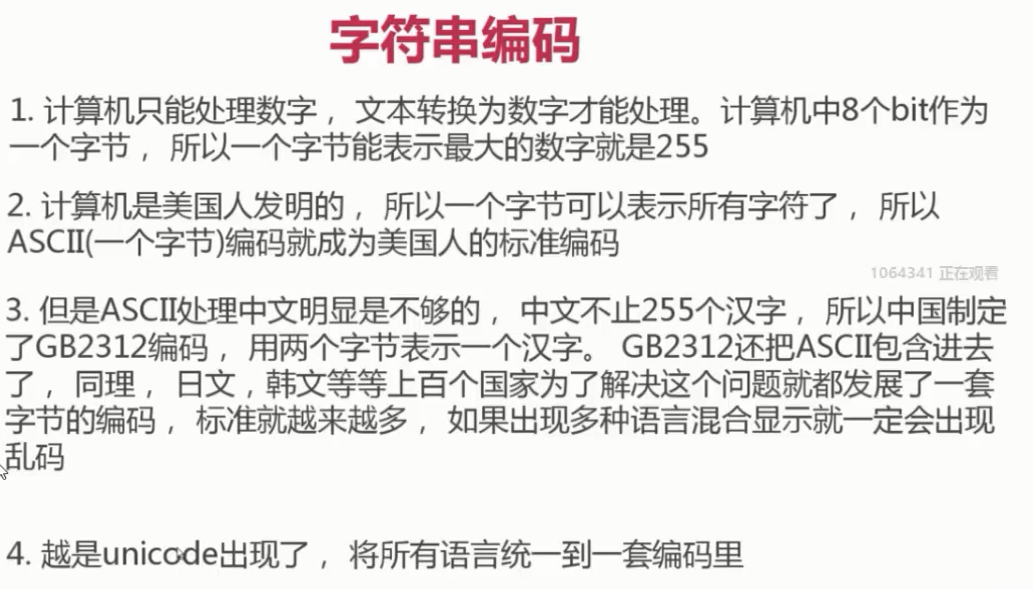 字符串编码
1. 计算机只能处理数字， 文本转换为数字才能处理。计算机中8个bit作为
一个字节， 所以一个字节能表示最大的数字就是255
2. 计算机是美国人发明的， 所以一个字节可以表示所有字符了， 所以
ASCII(一个字节)编码就成为美国人的标准编码
1064341 正在观看
3. 但是ASCII处理中文明显是不够的， 中文不止255个汉字， 所以中国制定
了GB2312编码， 用两个字节表示一个汉字。 GB2312还把ASCII包含进去
了， 同理， 日文，韩文等等上百个国家为了解决这个问题就都发展了一套
字节的编码， 标准就越来越多， 如果出现多种语言混合显示就一定会出现
乱码
4. 越是unicode出现了， 将所有语言统一到一套编码里